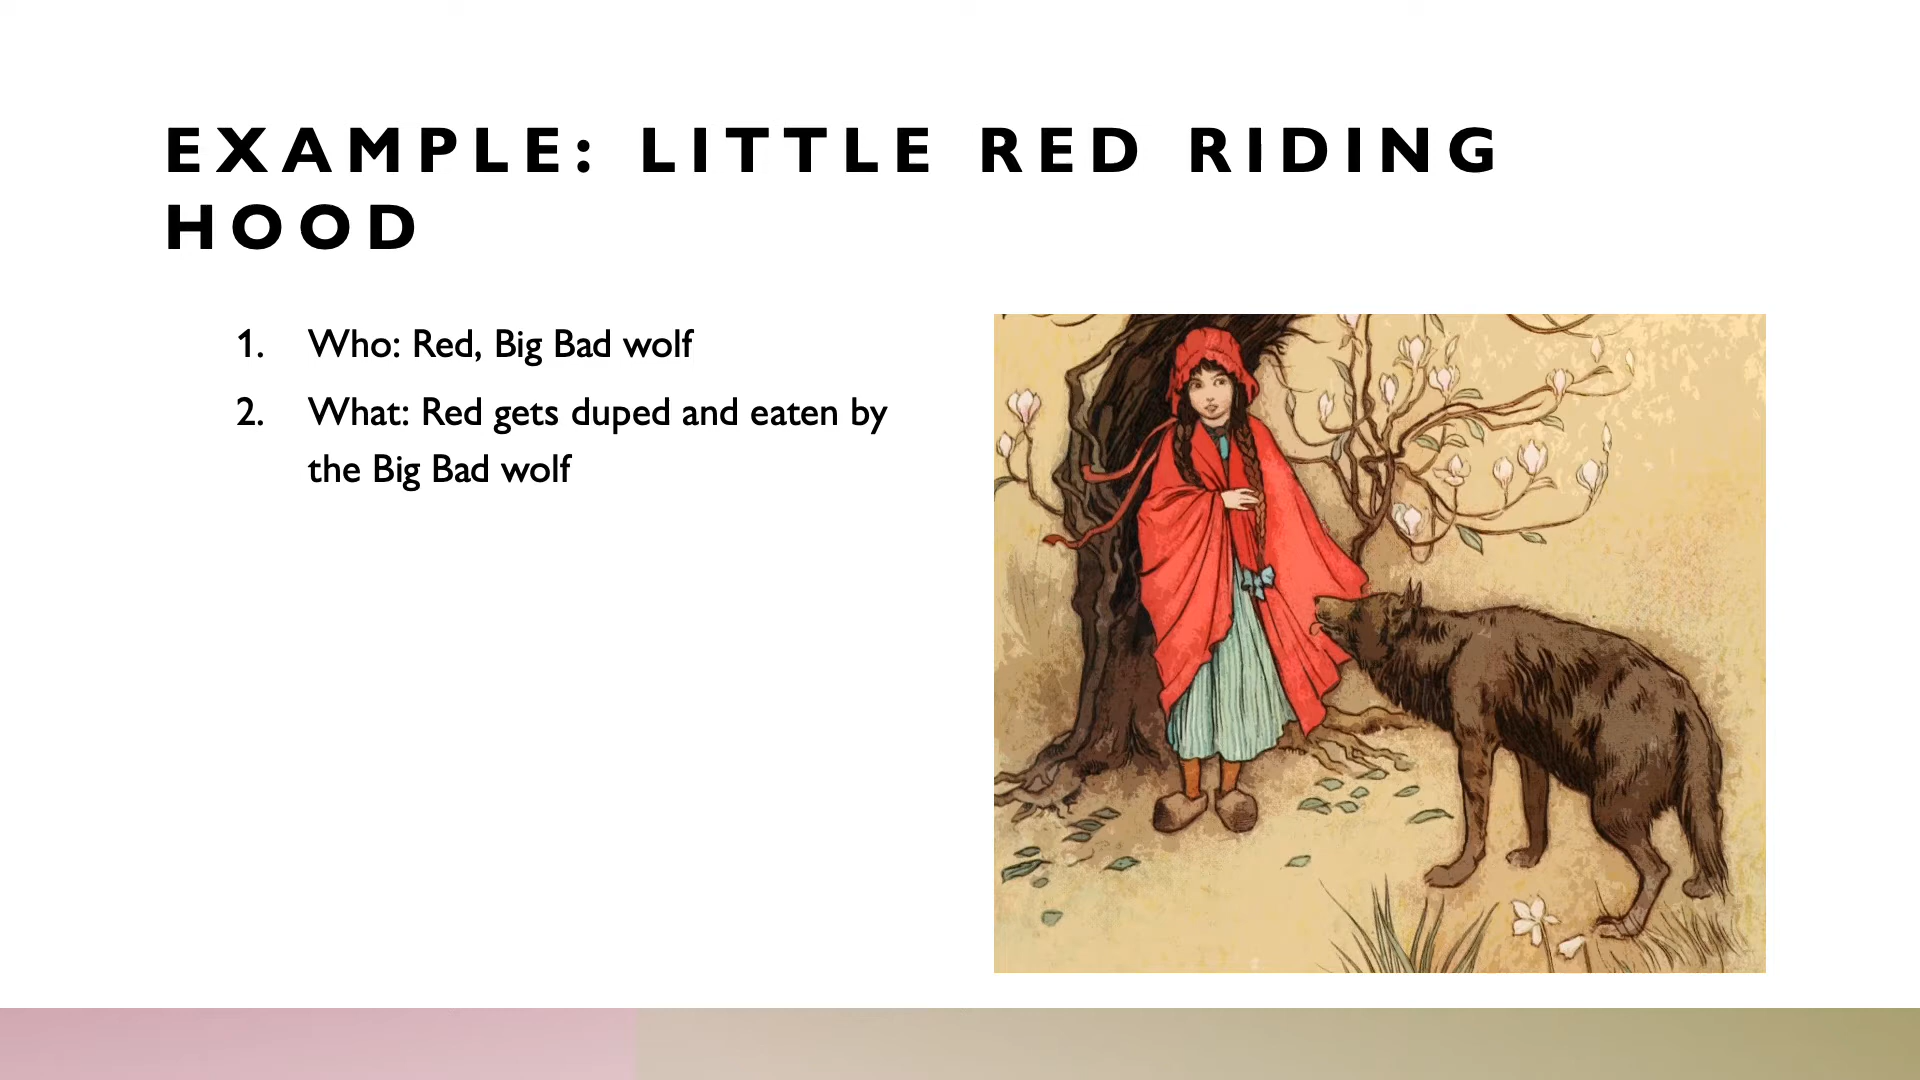 EXAMPLE: LITTLE RED RIDING
HOOD
1. Who: Red, Big Bad wolf
2. What: Red gets duped and eaten by
the Big Bad wolf